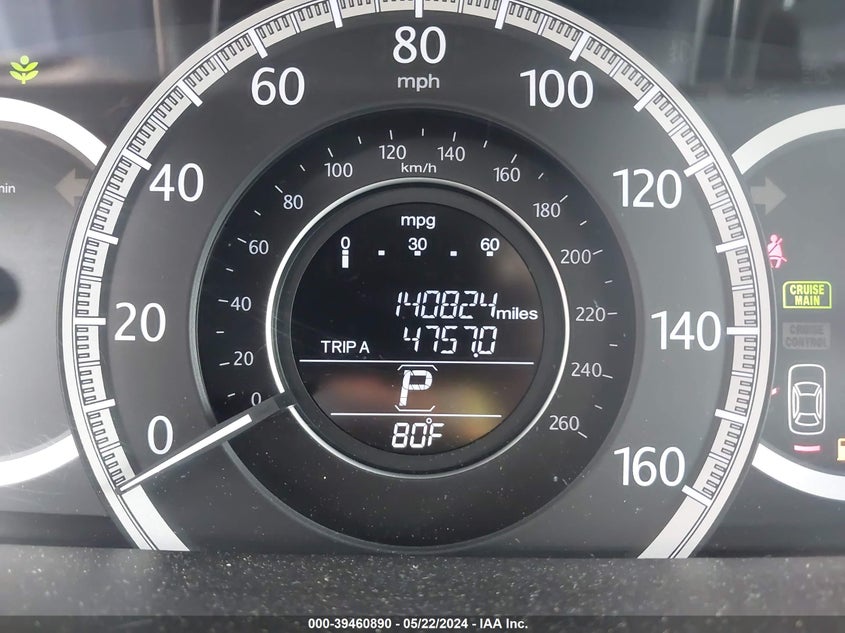 80
mph
60
100
40
120
20
140
0
160
120
140
100
km/h
160
80
180
60
200
40
220
20
240
0
260
min
mpg
0 30 60
140824 miles
TRIP A 4757.0
P
80°F
CRUISE
MAIN
CRUISE
CONTROL
000-39460890 - 05/22/2024 - IAA Inc.